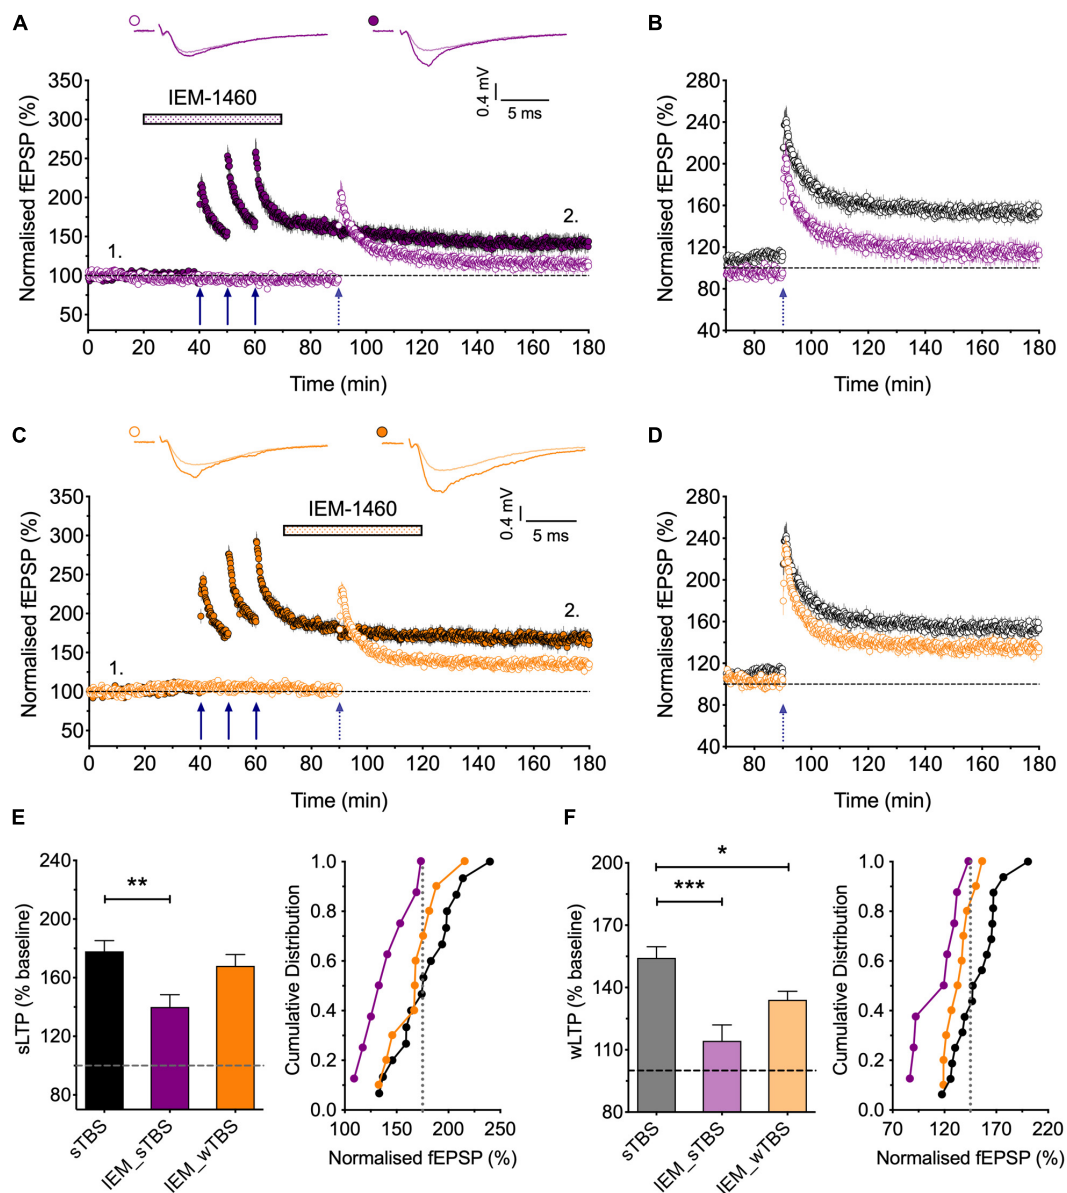 A
B
0.4 mV
5 ms
IEM-1460
1.
2.
Normalised fEPSP (%)
350
300
250
200
150
100
50
0 20 40 60 80 100 120 140 160 180
Time (min)
Normalised fEPSP (%)
280
240
200
160
120
80
40
80 100 120 140 160 180
Time (min)
C
D
0.4 mV
5 ms
IEM-1460
1.
2.
Normalised fEPSP (%)
350
300
250
200
150
100
50
0 20 40 60 80 100 120 140 160 180
Time (min)
Normalised fEPSP (%)
280
240
200
160
120
80
40
80 100 120 140 160 180
Time (min)
E
F
sLTP (% baseline)
240
200
160
120
80
**
sTBS
IEM_sTBS
IEM_wTBS
Cumulative Distribution
1.0
0.8
0.6
0.4
0.2
0.0
100 150 200 250
Normalised fEPSP (%)
wLTP (% baseline)
200
170
140
110
80
*
***
sTBS
IEM_sTBS
IEM_wTBS
Cumulative Distribution
1.0
0.8
0.6
0.4
0.2
0.0
70 120 170 220
Normalised fEPSP (%)